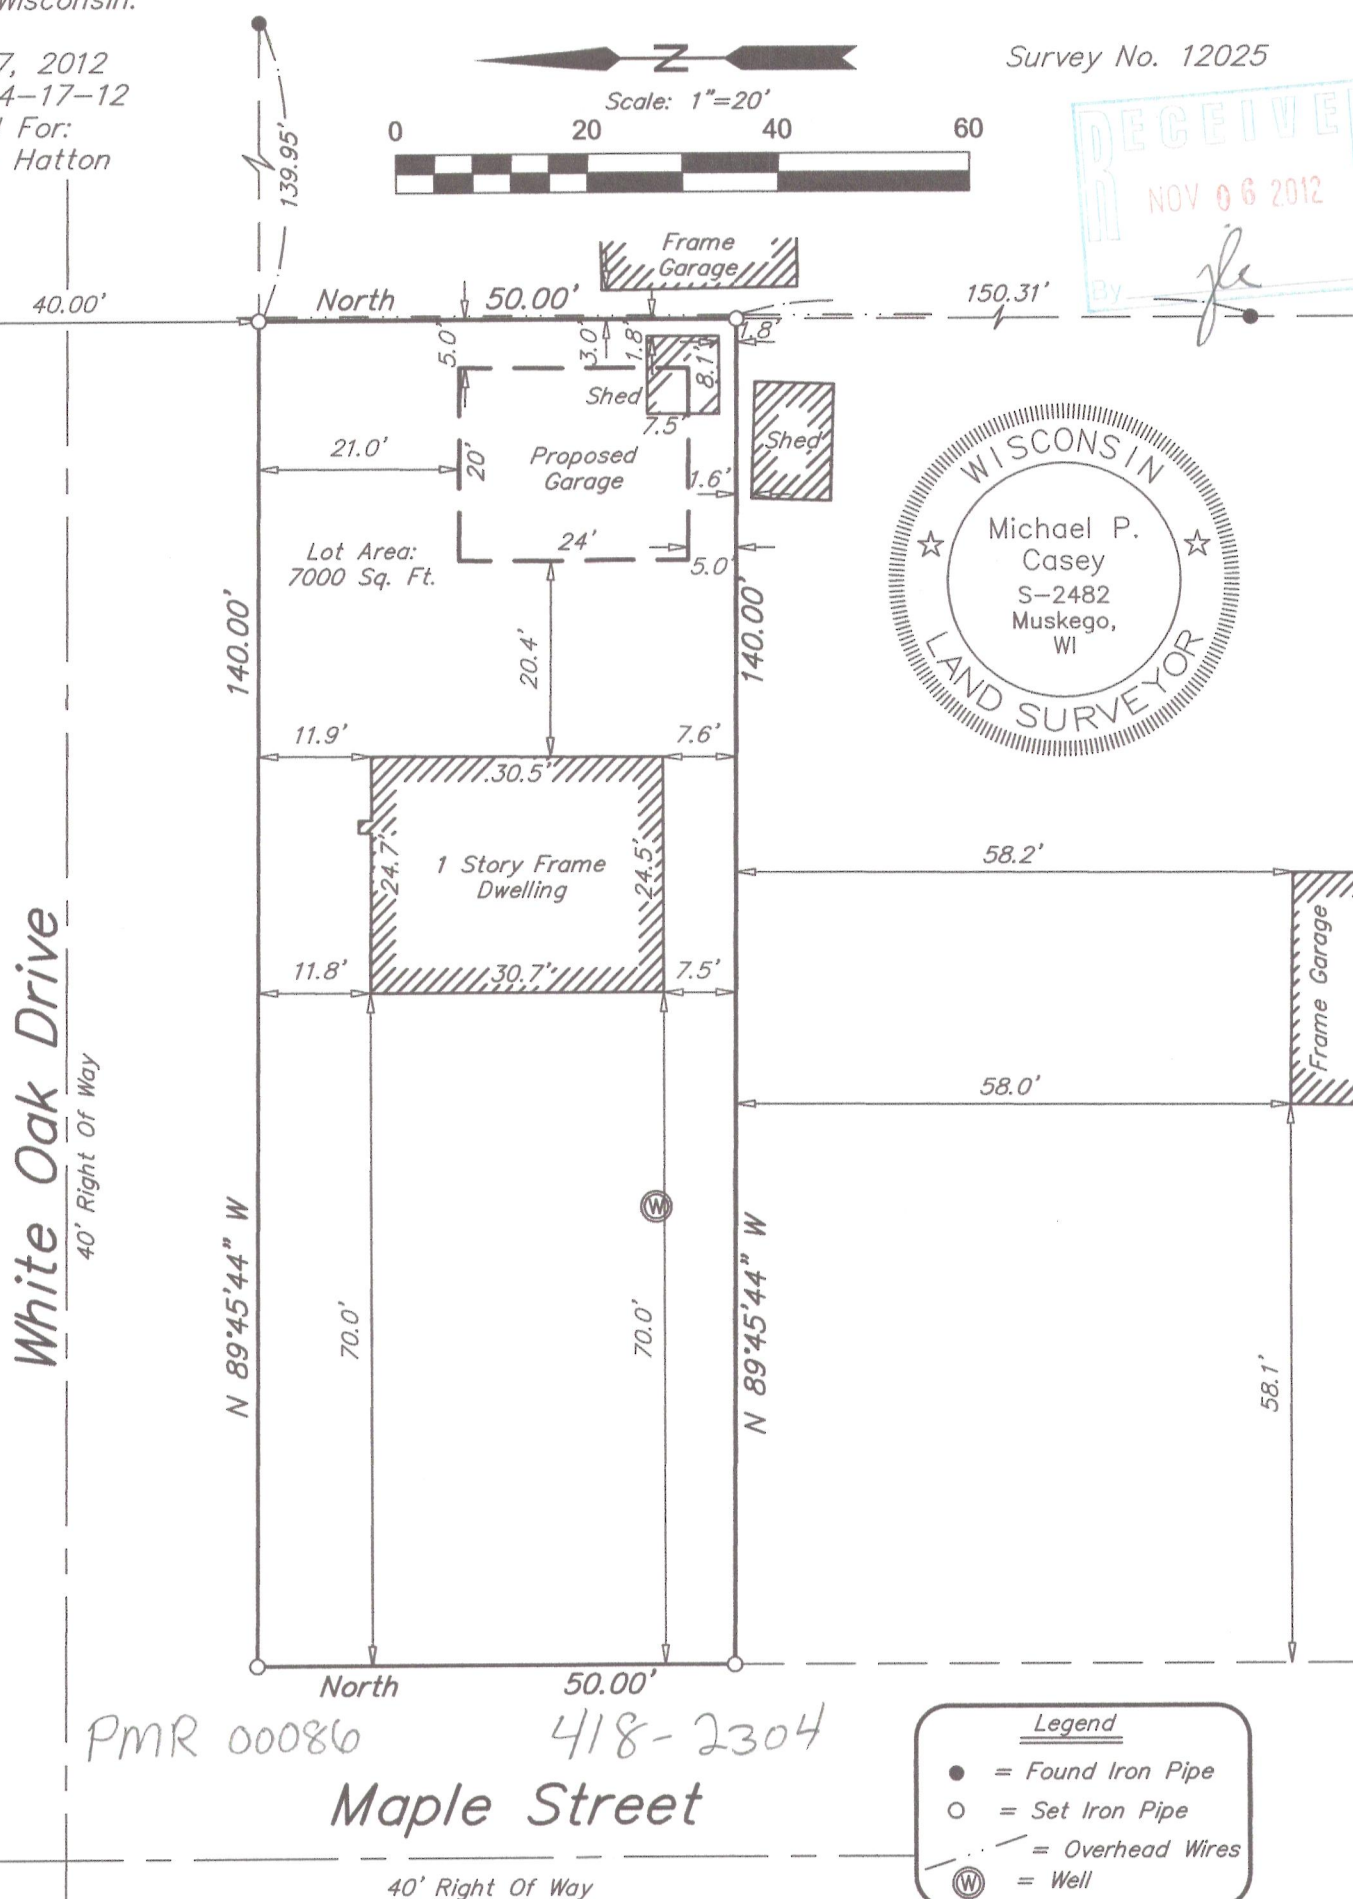 Wisconsin.
7, 2012
4-17-12
For:
Hatton
Survey No. 12025
N
Scale: 1"=20'
0 20 40 60
RECEIVE
NOV 06 2012
By
139.95'
Frame
Garage
40.00'
North 50.00'
150.31'
5.0'
3.0'
1.8'
8.1'
1.8'
Shed
7.5'
Shed
21.0'
20'
Proposed
Garage
1.6'
24'
5.0'
Lot Area:
7000 Sq. Ft.
WISCONSIN
Michael P.
Casey
S-2482
Muskego,
WI
LAND SURVEYOR
140.00'
20.4'
140.00'
11.9'
7.6'
30.5'
24.7'
1 Story Frame
Dwelling
24.5'
58.2'
11.8'
30.7'
7.5'
Frame Garage
58.0'
White Oak Drive
40' Right Of Way
N 89°45'44" W
70.0'
W
70.0'
N 89°45'44" W
58.1'
North 50.00'
PMR 00086
418-2304
Maple Street
40' Right Of Way
Legend
= Found Iron Pipe
= Set Iron Pipe
= Overhead Wires
W = Well